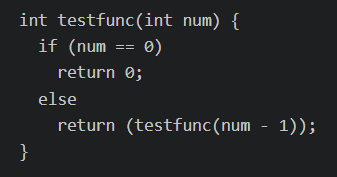 int testfunc(int num) {
  if (num == 0)
    return 0;
  else
    return (testfunc(num - 1));
}